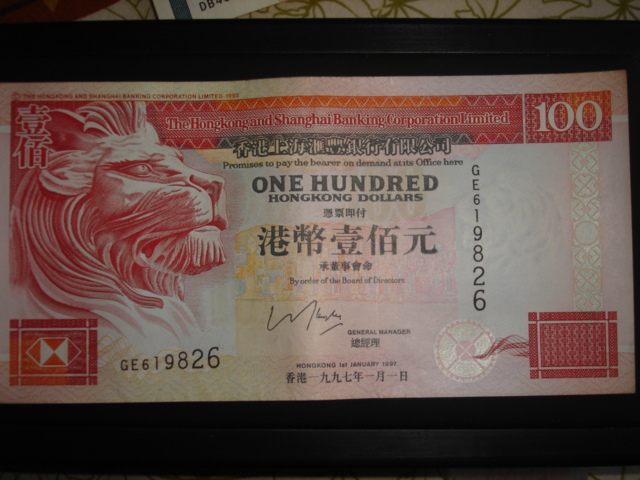 DB4
© THE HONGKONG AND SHANGHAI BANKING CORPORATION LIMITED 1992
壹佰
The Hongkong and Shanghai Banking Corporation Limited
100
香港上海滙豐銀行有限公司
Promises to pay the bearer on demand at its Office here
ONE HUNDRED
HONGKONG DOLLARS
憑票即付
港幣壹佰元
承董事會命
By order of the Board of Directors
GE619826
GENERAL MANAGER
總經理
GE619826
HONGKONG 1st JANUARY 1997
香港一九九七年一月一日